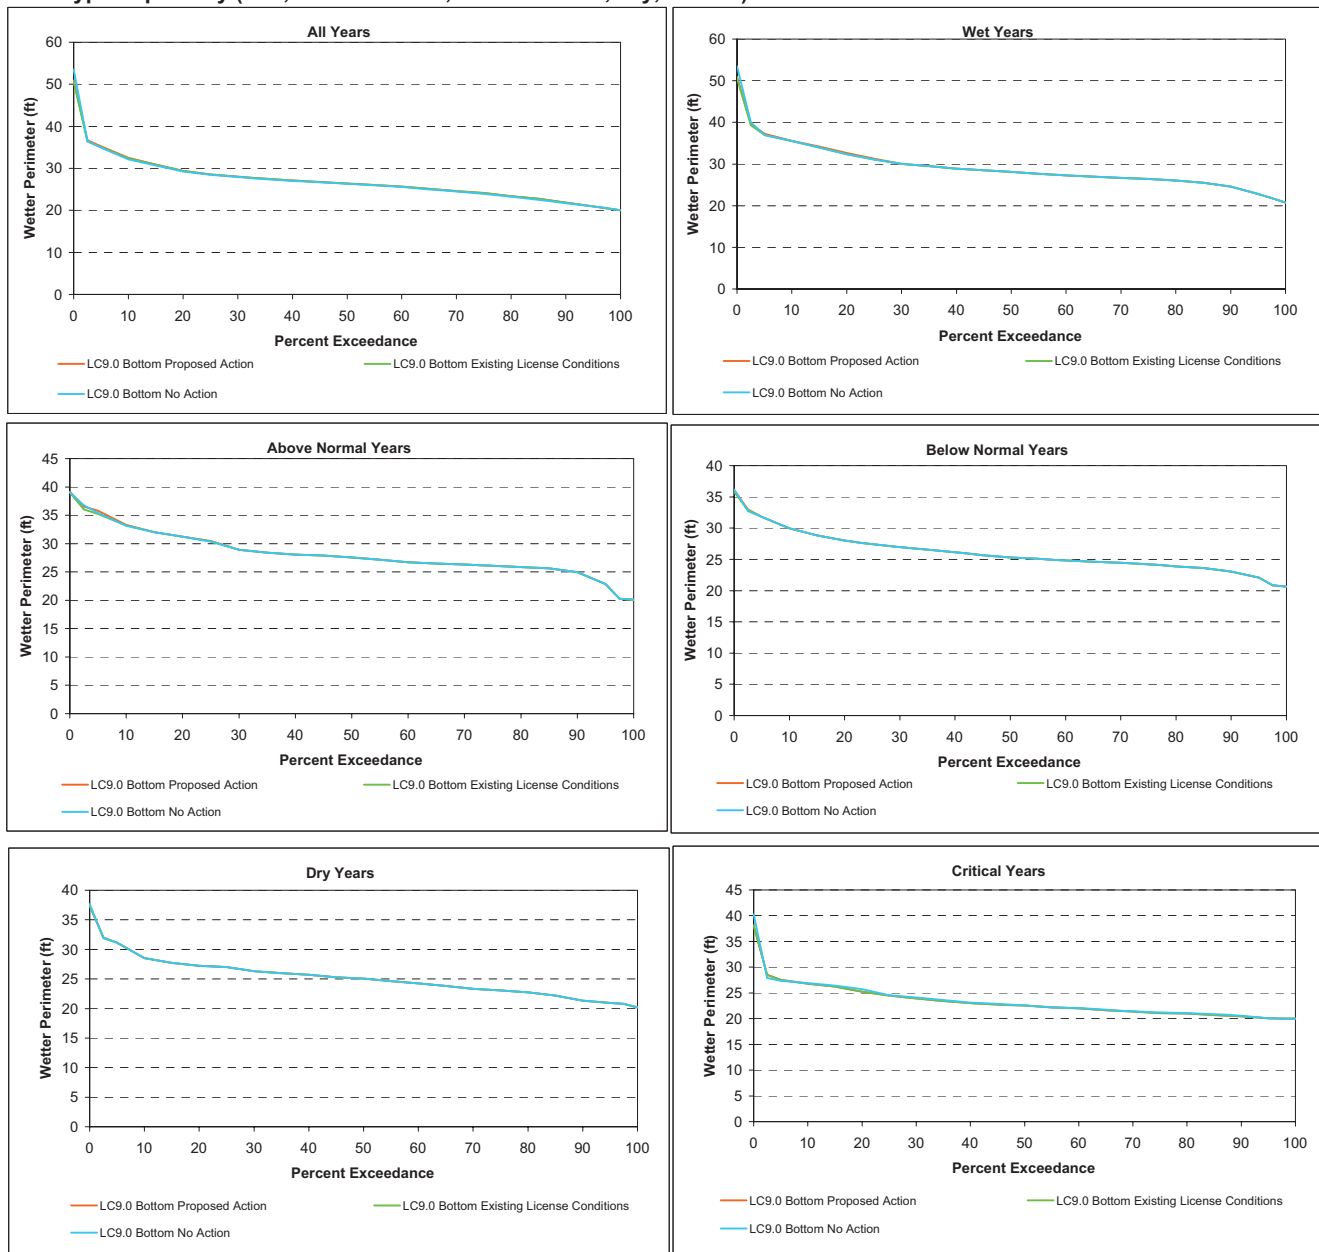 All Years
Wetter Perimeter (ft)
60
50
40
30
20
10
0
0 10 20 30 40 50 60 70 80 90 100
Percent Exceedance
LC9.0 Bottom Proposed Action LC9.0 Bottom Existing License Conditions
LC9.0 Bottom No Action
Wet Years
Wetter Perimeter (ft)
60
50
40
30
20
10
0
0 10 20 30 40 50 60 70 80 90 100
Percent Exceedance
LC9.0 Bottom Proposed Action LC9.0 Bottom Existing License Conditions
LC9.0 Bottom No Action
Above Normal Years
Wetter Perimeter (ft)
45
40
35
30
25
20
15
10
5
0
0 10 20 30 40 50 60 70 80 90 100
Percent Exceedance
LC9.0 Bottom Proposed Action LC9.0 Bottom Existing License Conditions
LC9.0 Bottom No Action
Below Normal Years
Wetter Perimeter (ft)
40
35
30
25
20
15
10
5
0
0 10 20 30 40 50 60 70 80 90 100
Percent Exceedance
LC9.0 Bottom Proposed Action LC9.0 Bottom Existing License Conditions
LC9.0 Bottom No Action
Dry Years
Wetter Perimeter (ft)
40
35
30
25
20
15
10
5
0
0 10 20 30 40 50 60 70 80 90 100
Percent Exceedance
LC9.0 Bottom Proposed Action LC9.0 Bottom Existing License Conditions
LC9.0 Bottom No Action
Critical Years
Wetter Perimeter (ft)
45
40
35
30
25
20
15
10
5
0
0 10 20 30 40 50 60 70 80 90 100
Percent Exceedance
LC9.0 Bottom Proposed Action LC9.0 Bottom Existing License Conditions
LC9.0 Bottom No Action